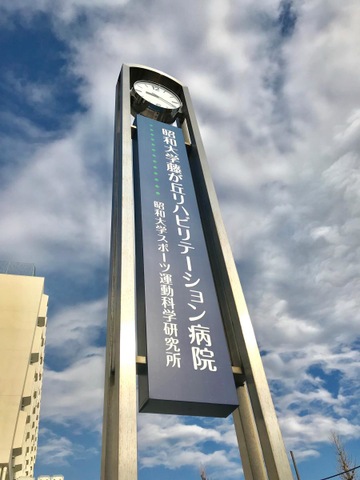 昭和大学藤が丘リハビリテーション病院
昭和大学スポーツ運動科学研究所